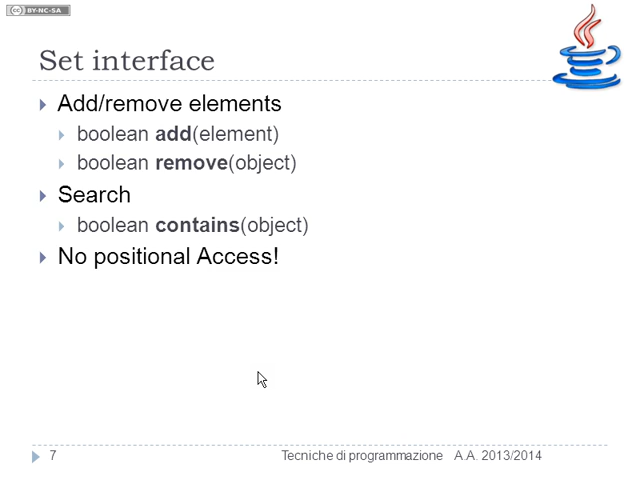 cc BY-NC-SA
Set interface
Add/remove elements
boolean add(element)
boolean remove(object)
Search
boolean contains(object)
No positional Access!
7 Tecniche di programmazione A.A. 2013/2014